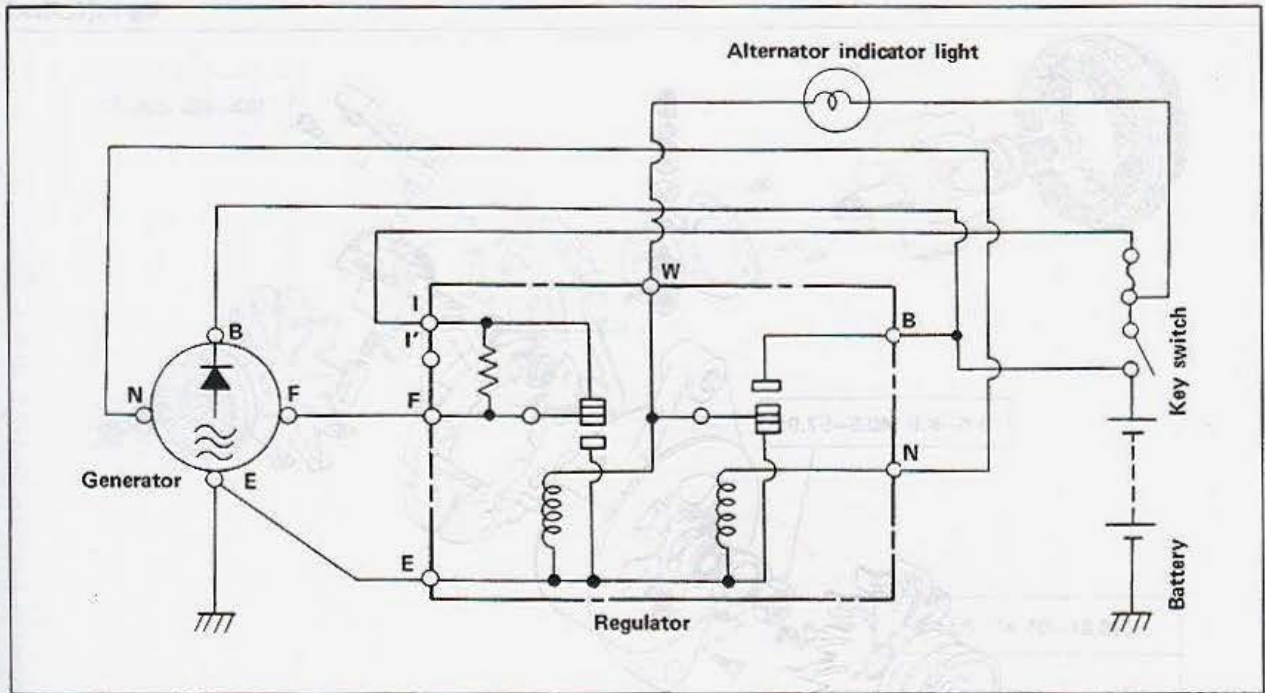 Alternator indicator light
W
I
I'
B
B
N
F
F
N
Generator
E
E
Regulator
Key switch
Battery